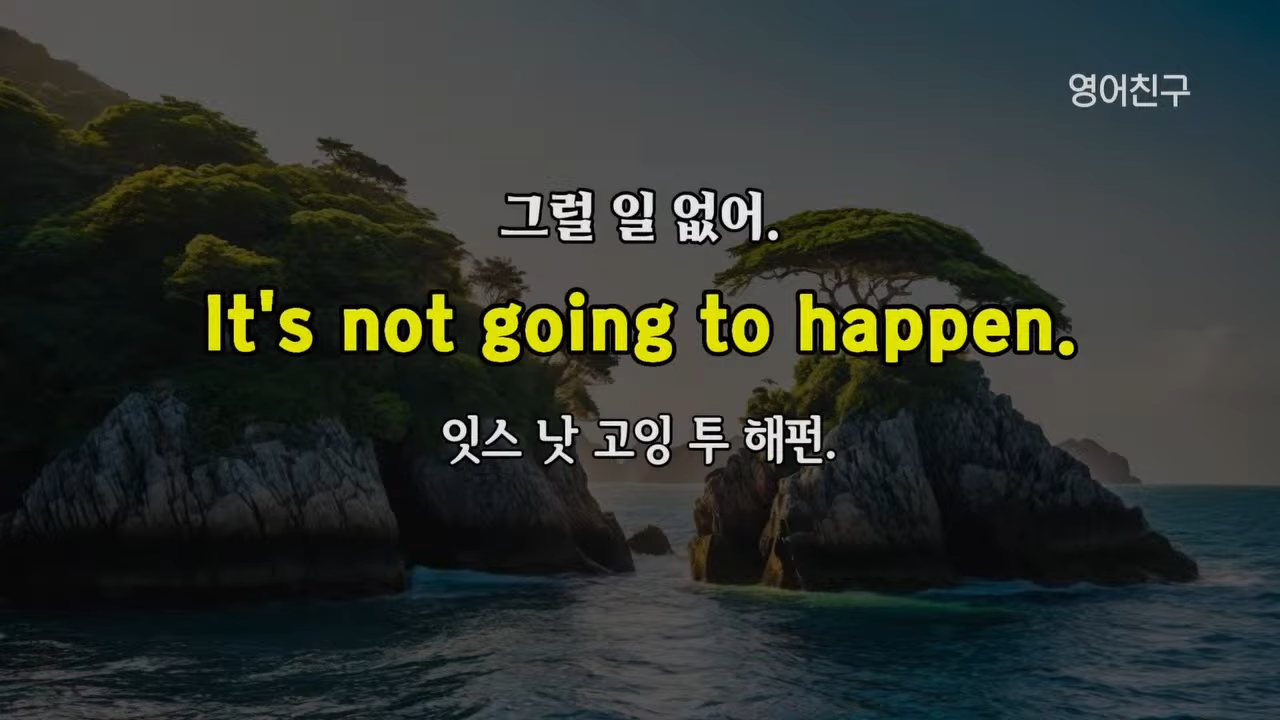 영어친구
그럴 일 없어.
It's not going to happen.
잇스 낫 고잉 투 해펀.